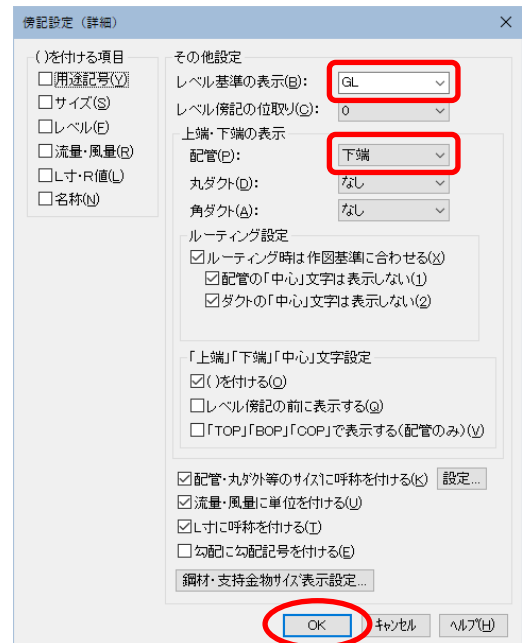 傍記設定（詳細）
( )を付ける項目
用途記号(Y)
サイズ(S)
レベル(F)
流量・風量(R)
L寸・R値(L)
名称(N)
その他設定
レベル基準の表示(B): GL
レベル傍記の位取り(C): 0
上端・下端の表示
配管(P): 下端
丸ダクト(D): なし
角ダクト(A): なし
ルーティング設定
ルーティング時は作図基準に合わせる(X)
配管の「中心」文字は表示しない(1)
ダクトの「中心」文字は表示しない(2)
「上端」「下端」「中心」文字設定
( )を付ける(O)
レベル傍記の前に表示する(Q)
「TOP」「BOP」「COP」で表示する(配管のみ)(V)
配管・丸ダクト等のサイズに呼称を付ける(K) 設定...
流量・風量に単位を付ける(U)
L寸に呼称を付ける(T)
勾配に勾配記号を付ける(E)
鋼材・支持金物サイズ表示設定...
OK キャンセル ヘルプ(H)